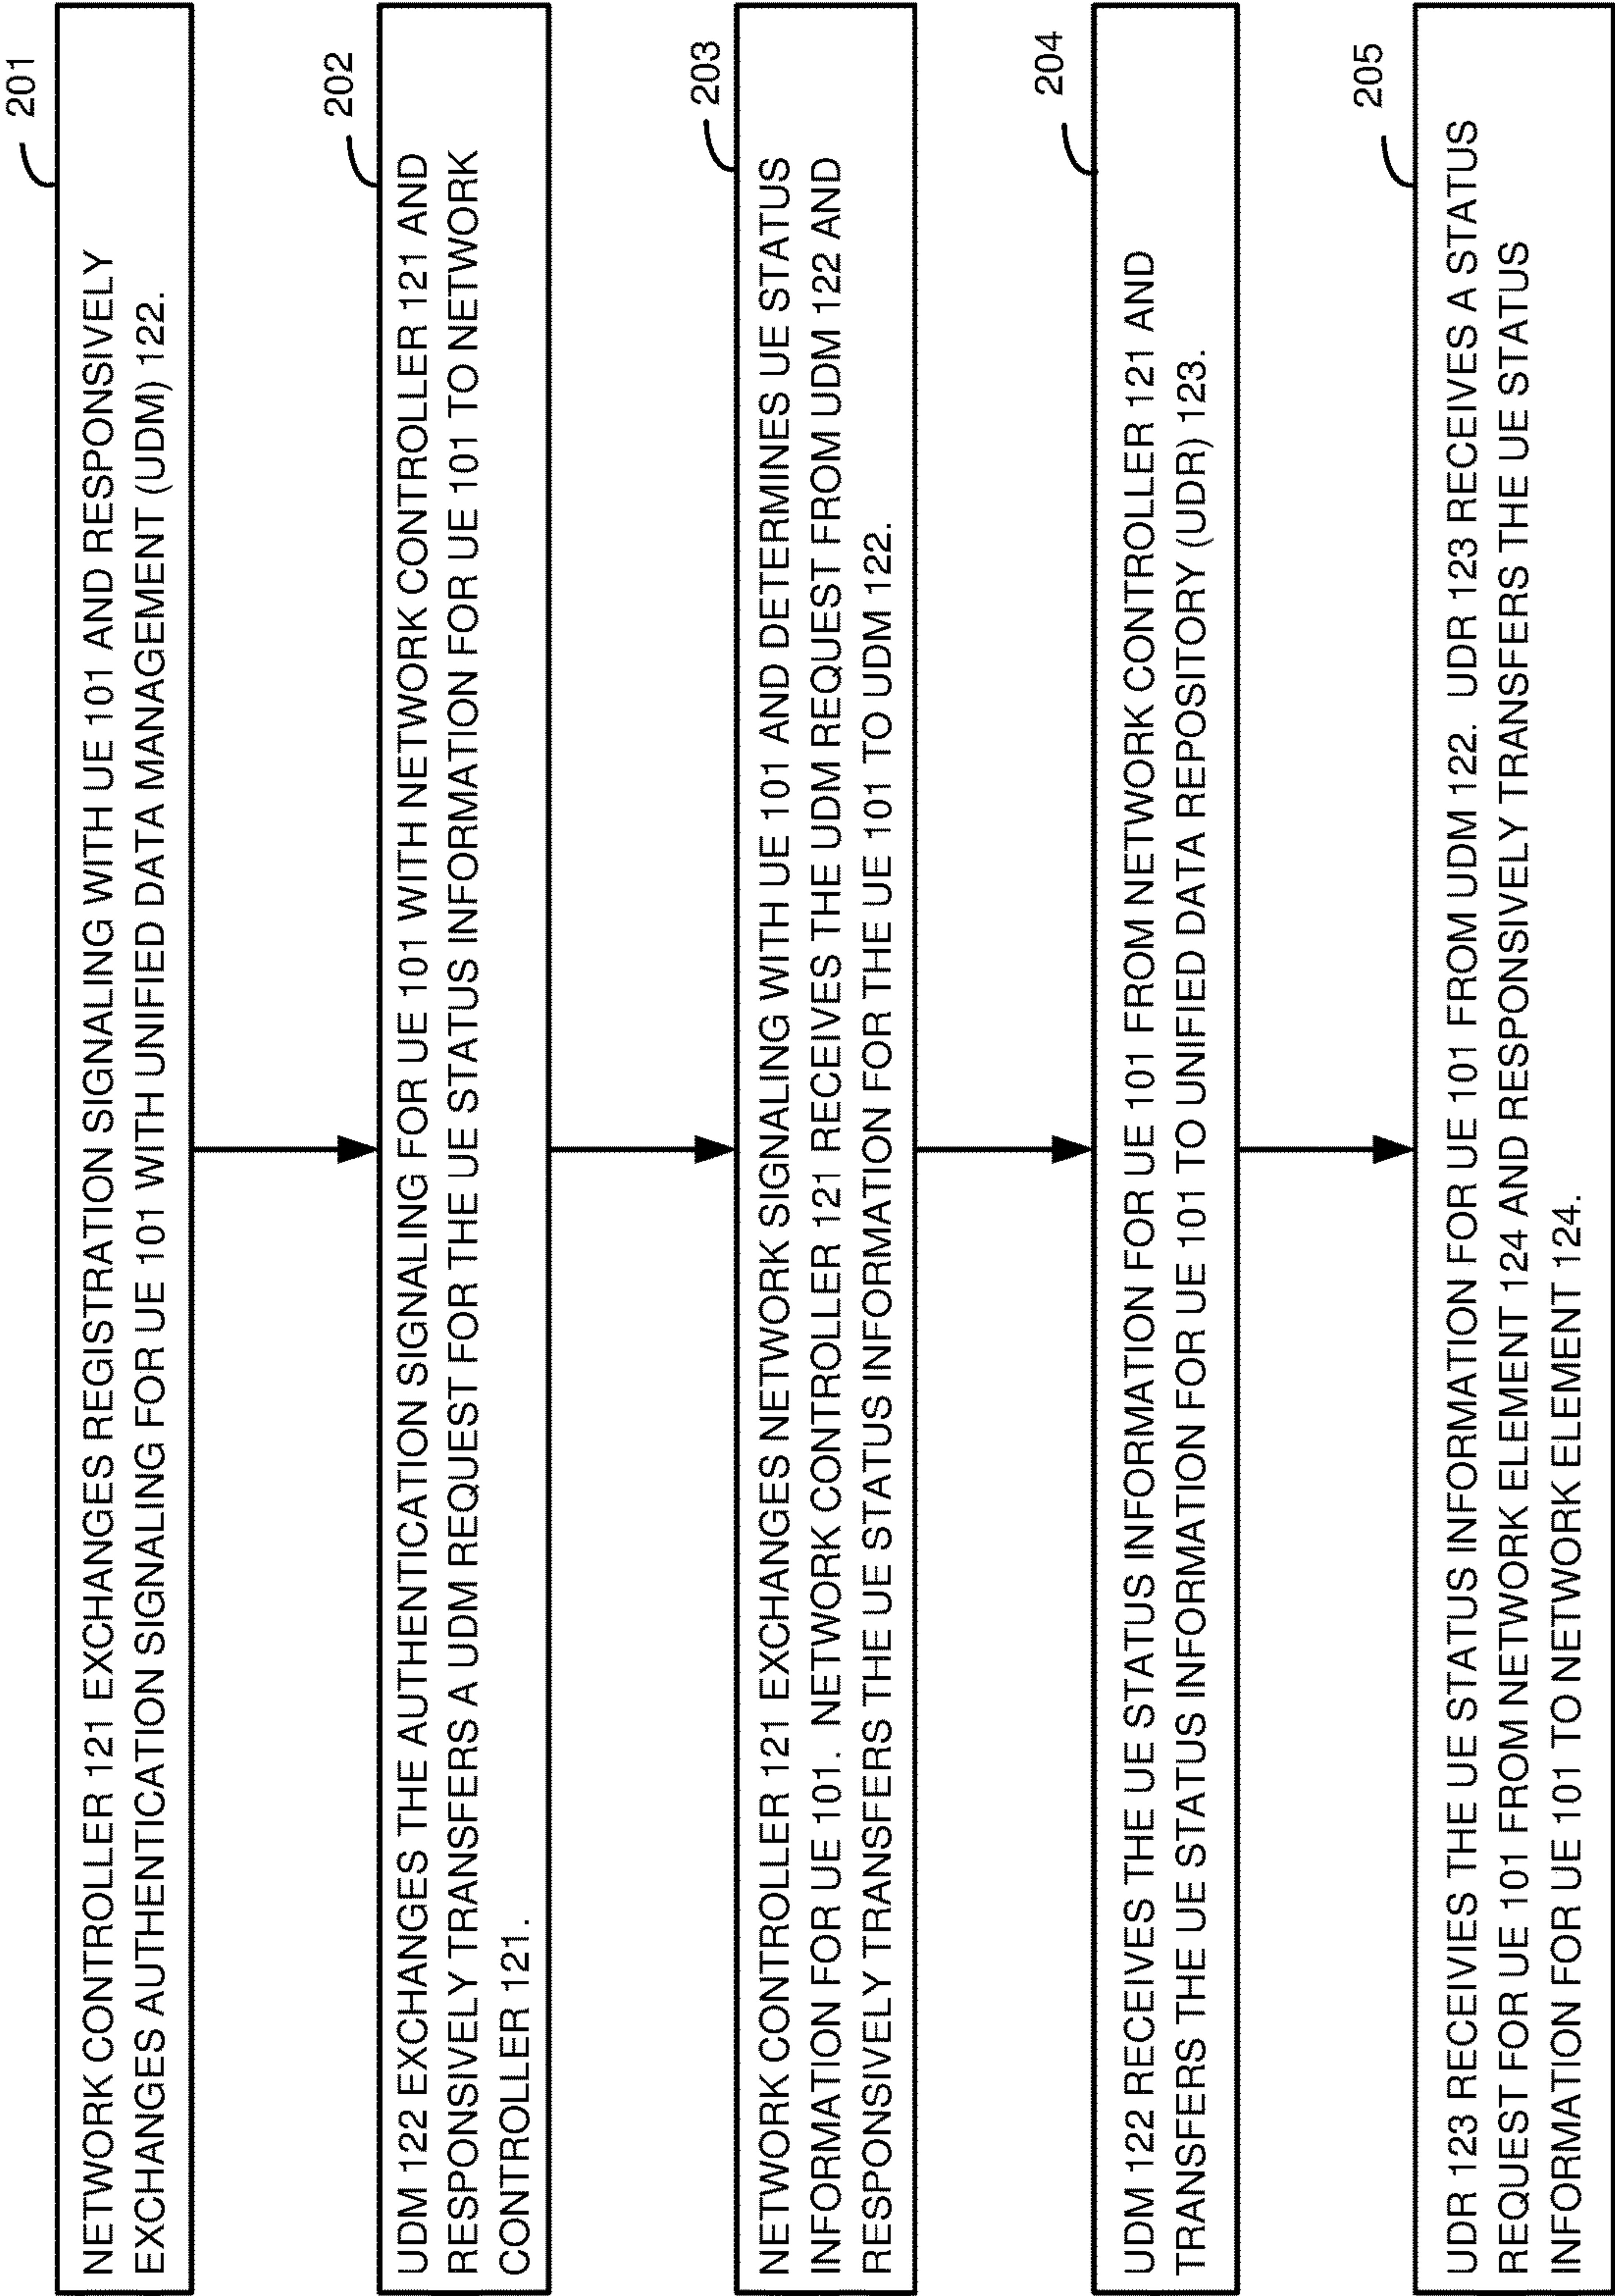 201
NETWORK CONTROLLER 121 EXCHANGES REGISTRATION SIGNALING WITH UE 101 AND RESPONSIVELY
EXCHANGES AUTHENTICATION SIGNALING FOR UE 101 WITH UNIFIED DATA MANAGEMENT (UDM) 122.
202
UDM 122 EXCHANGES THE AUTHENTICATION SIGNALING FOR UE 101 WITH NETWORK CONTROLLER 121 AND
RESPONSIVELY TRANSFERS A UDM REQUEST FOR THE UE STATUS INFORMATION FOR UE 101 TO NETWORK
CONTROLLER 121.
203
NETWORK CONTROLLER 121 EXCHANGES NETWORK SIGNALING WITH UE 101 AND DETERMINES UE STATUS
INFORMATION FOR UE 101. NETWORK CONTROLLER 121 RECEIVES THE UDM REQUEST FROM UDM 122 AND
RESPONSIVELY TRANSFERS THE UE STATUS INFORMATION FOR THE UE 101 TO UDM 122.
204
UDM 122 RECEIVES THE UE STATUS INFORMATION FOR UE 101 FROM NETWORK CONTROLLER 121 AND
TRANSFERS THE UE STATUS INFORMATION FOR UE 101 TO UNIFIED DATA REPOSITORY (UDR) 123.
205
UDR 123 RECEIVIES THE UE STATUS INFORMATION FOR UE 101 FROM UDM 122. UDR 123 RECEIVES A STATUS
REQUEST FOR UE 101 FROM NETWORK ELEMENT 124 AND RESPONSIVELY TRANSFERS THE UE STATUS
INFORMATION FOR UE 101 TO NETWORK ELEMENT 124.